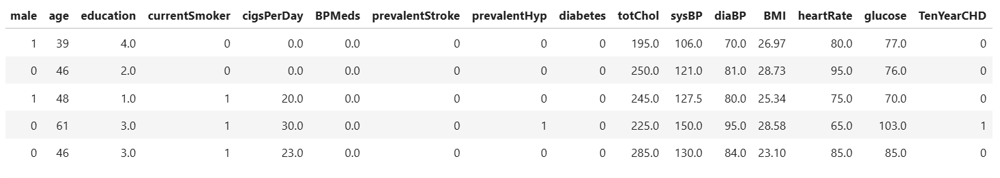 male age education currentSmoker cigsPerDay BPMeds prevalentStroke prevalentHyp diabetes totChol sysBP diaBP BMI heartRate glucose TenYearCHD
1 39 4.0 0 0.0 0.0 0 0 0 195.0 106.0 70.0 26.97 80.0 77.0 0
0 46 2.0 0 0.0 0.0 0 0 0 250.0 121.0 81.0 28.73 95.0 76.0 0
1 48 1.0 1 20.0 0.0 0 0 0 245.0 127.5 80.0 25.34 75.0 70.0 0
0 61 3.0 1 30.0 0.0 0 1 0 225.0 150.0 95.0 28.58 65.0 103.0 1
0 46 3.0 1 23.0 0.0 0 0 0 285.0 130.0 84.0 23.10 85.0 85.0 0